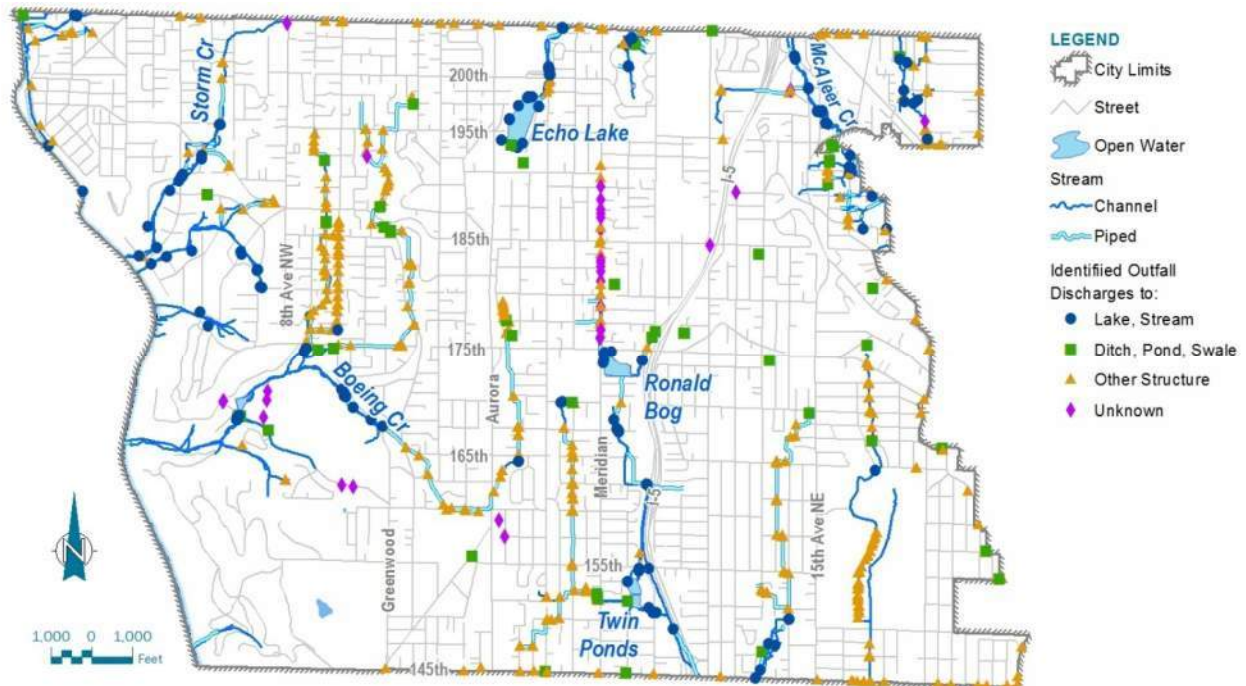 Storm Cr
McAleer Cr
200th
195th
Echo Lake
I-5
185th
8th Ave NW
175th
Boeing Cr
Aurora
Ronald
Bog
165th
Meridian
I-5
Greenwood
155th
15th Ave NE
Twin
Ponds
145th
N
1,000 0 1,000
Feet
LEGEND
City Limits
Street
Open Water
Stream
Channel
Piped
Identifiied Outfall
Discharges to:
Lake, Stream
Ditch, Pond, Swale
Other Structure
Unknown